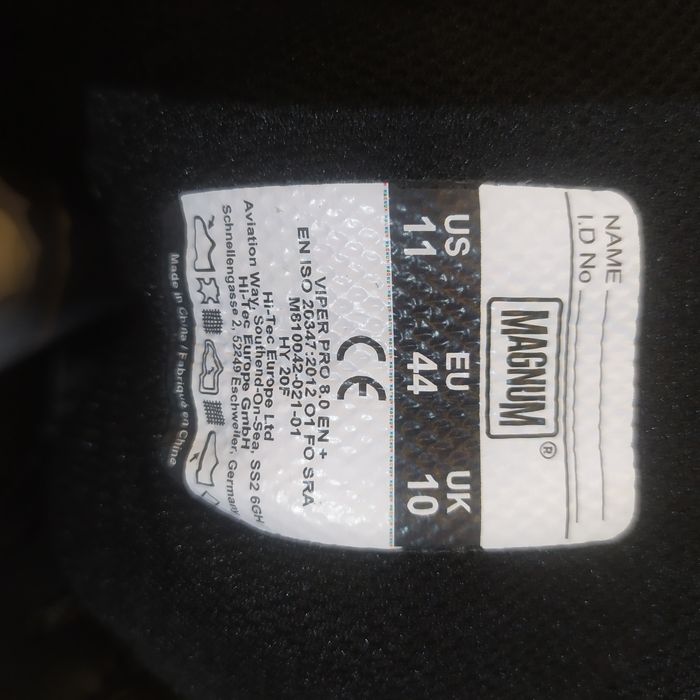 NAME
I.D No
MAGNUM®
US EU UK
11 44 10
CE
VIPER PRO 8.0 EN +
EN ISO 20347:2012 O1 FO SRA
M810042-021-01
HY 20F
Hi-Tec Europe Ltd
Aviation Way, Southend-On-Sea, SS2 6GH
Hi-Tec Europe GmbH
Schnellengasse 2, 52249 Eschweiler, Germany
Made in China / Fabriqué en Chine